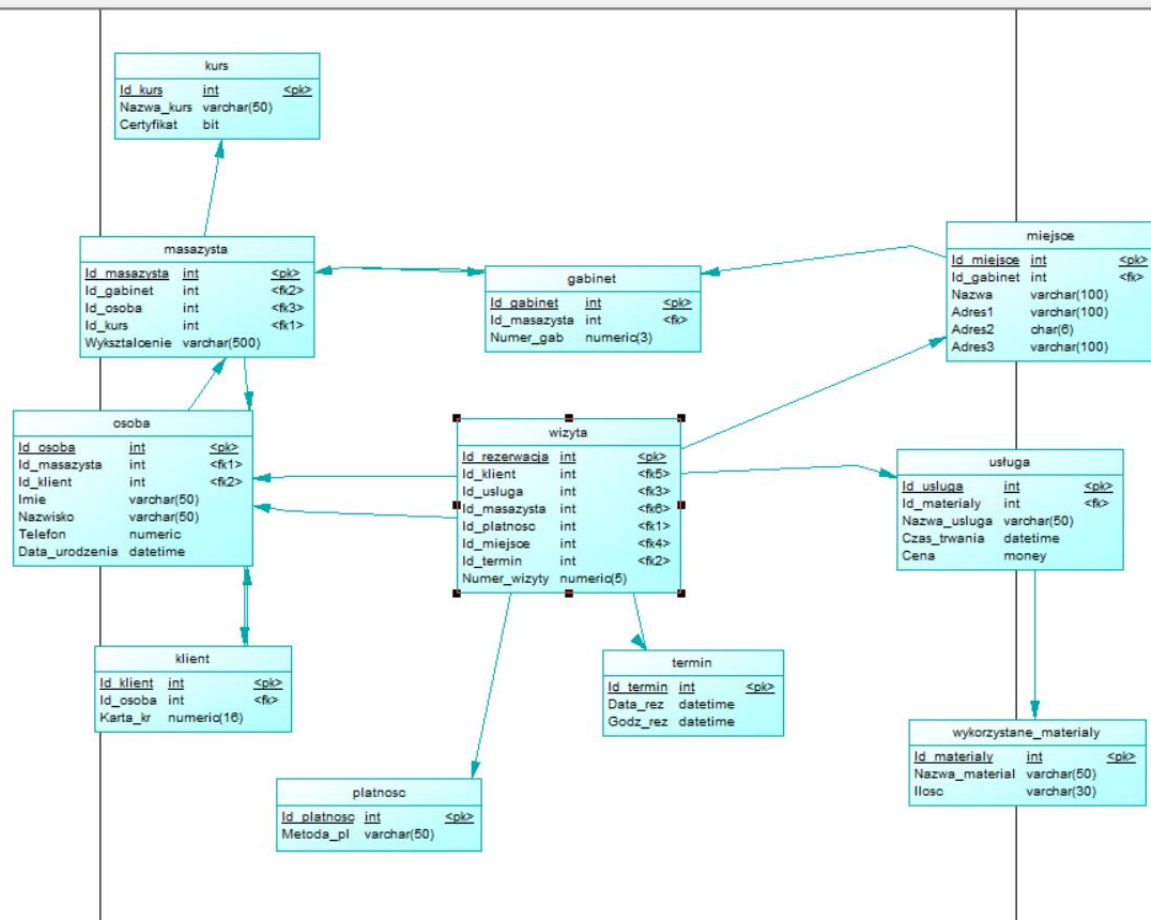 kurs
Id_kurs int <pk>
Nazwa_kurs varchar(50)
Certyfikat bit
masazysta
Id_masazysta int <pk>
Id_gabinet int <fk2>
Id_osoba int <fk3>
Id_kurs int <fk1>
Wyksztalcenie varchar(500)
gabinet
Id_gabinet int <pk>
Id_masazysta int <fk>
Numer_gab numeric(3)
miejsce
Id_miejsce int <pk>
Id_gabinet int <fk>
Nazwa varchar(100)
Adres1 varchar(100)
Adres2 char(6)
Adres3 varchar(100)
osoba
Id_osoba int <pk>
Id_masazysta int <fk1>
Id_klient int <fk2>
Imie varchar(50)
Nazwisko varchar(50)
Telefon numeric
Data_urodzenia datetime
wizyta
Id_rezerwacja int <pk>
Id_klient int <fk5>
Id_usluga int <fk3>
Id_masazysta int <fk6>
Id_platnosc int <fk1>
Id_miejsce int <fk4>
Id_termin int <fk2>
Numer_wizyty numeric(5)
usługa
Id_usluga int <pk>
Id_materialy int <fk>
Nazwa_usluga varchar(50)
Czas_trwania datetime
Cena money
klient
Id_klient int <pk>
Id_osoba int <fk>
Karta_kr numeric(16)
termin
Id_termin int <pk>
Data_rez datetime
Godz_rez datetime
wykorzystane_materialy
Id_materialy int <pk>
Nazwa_material varchar(50)
Ilosc varchar(30)
platnosc
Id_platnosc int <pk>
Metoda_pl varchar(50)